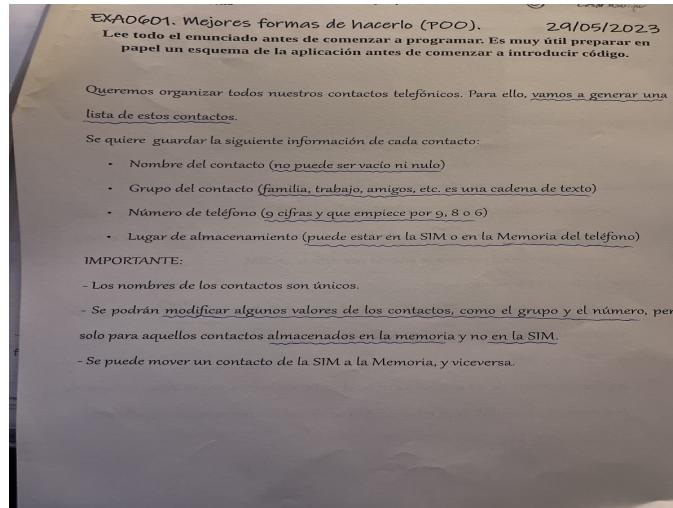 EXA0601. Mejores formas de hacerlo (POO). 29/05/2023
Lee todo el enunciado antes de comenzar a programar. Es muy útil preparar en
papel un esquema de la aplicación antes de comenzar a introducir código.
Queremos organizar todos nuestros contactos telefónicos. Para ello, vamos a generar una
lista de estos contactos.
Se quiere guardar la siguiente información de cada contacto:
• Nombre del contacto (no puede ser vacío ni nulo)
• Grupo del contacto (familia, trabajo, amigos, etc. es una cadena de texto)
• Número de teléfono (9 cifras y que empiece por 9, 8 o 6)
• Lugar de almacenamiento (puede estar en la SIM o en la Memoria del teléfono)
IMPORTANTE:
- Los nombres de los contactos son únicos.
- Se podrán modificar algunos valores de los contactos, como el grupo y el número, per
solo para aquellos contactos almacenados en la memoria y no en la SIM.
- Se puede mover un contacto de la SIM a la Memoria, y viceversa.